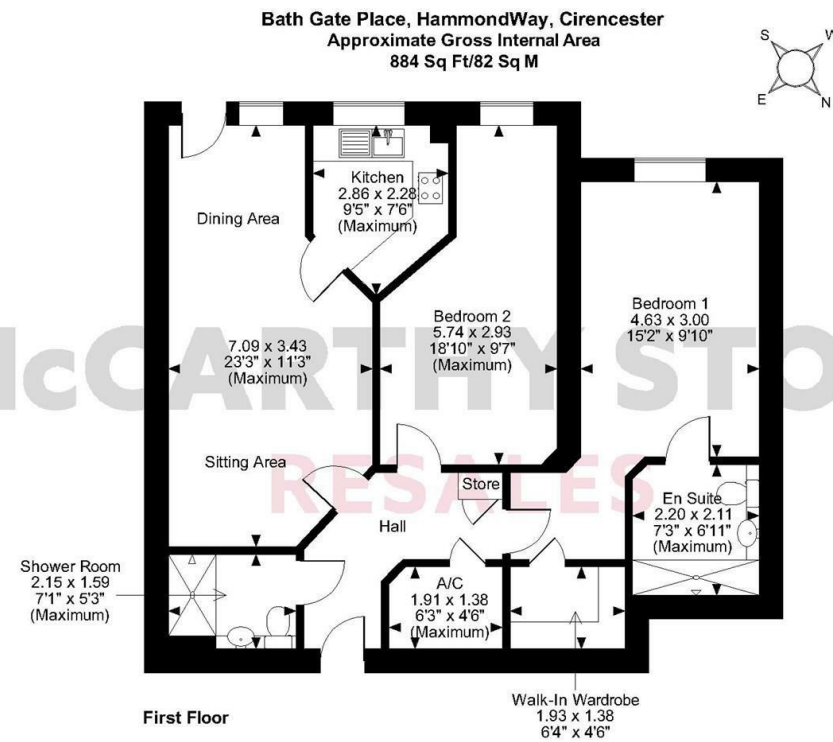 Bath Gate Place, HammondWay, Cirencester
Approximate Gross Internal Area
884 Sq Ft/82 Sq M
S
W
E
N
Kitchen
2.86 x 2.28
9'5" x 7'6"
(Maximum)
Dining Area
Bedroom 2
5.74 x 2.93
18'10" x 9'7"
(Maximum)
Bedroom 1
4.63 x 3.00
15'2" x 9'10"
7.09 x 3.43
23'3" x 11'3"
(Maximum)
McCARTHY STO
RESALES
Sitting Area
Store
Hall
En Suite
2.20 x 2.11
7'3" x 6'11"
(Maximum)
Shower Room
2.15 x 1.59
7'1" x 5'3"
(Maximum)
A/C
1.91 x 1.38
6'3" x 4'6"
(Maximum)
Walk-In Wardrobe
1.93 x 1.38
6'4" x 4'6"
First Floor